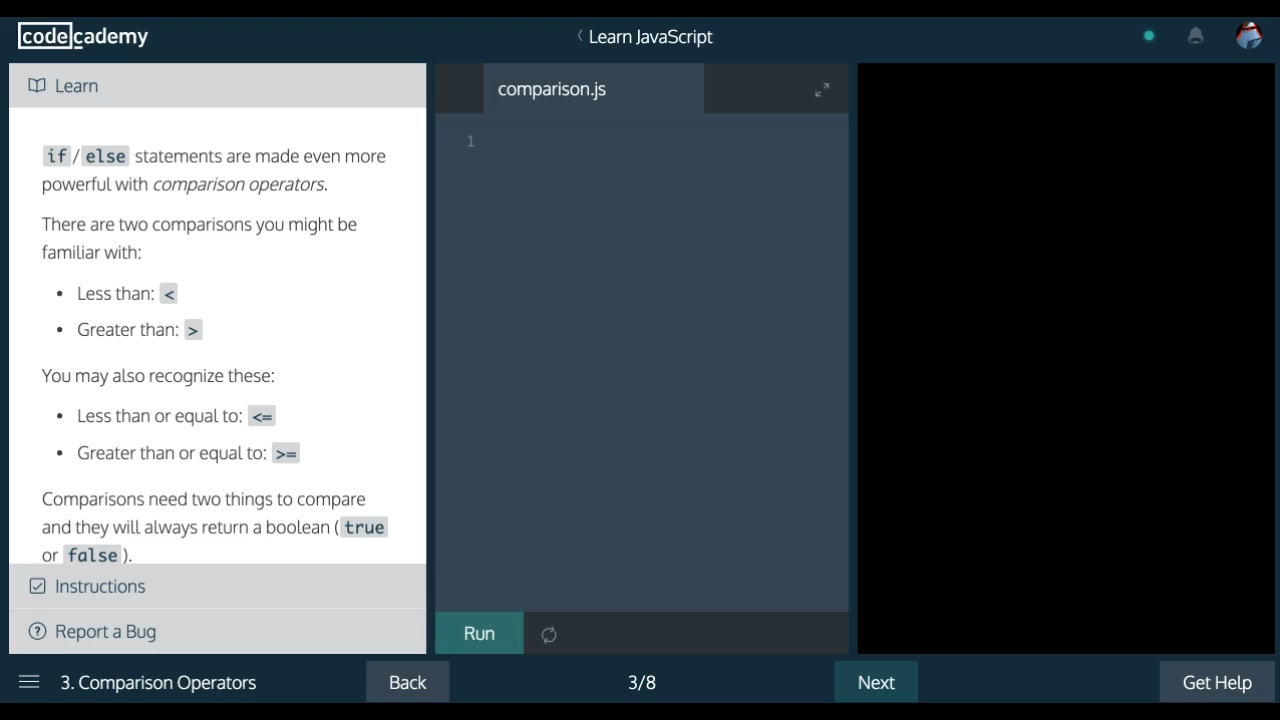 codecademy
Learn JavaScript
Learn
comparison.js
1
if/else statements are made even more
powerful with comparison operators.
There are two comparisons you might be
familiar with:
• Less than: <
• Greater than: >
You may also recognize these:
• Less than or equal to: <=
• Greater than or equal to: >=
Comparisons need two things to compare
and they will always return a boolean (true
or false).
Instructions
Report a Bug
Run
3. Comparison Operators
Back
3/8
Next
Get Help